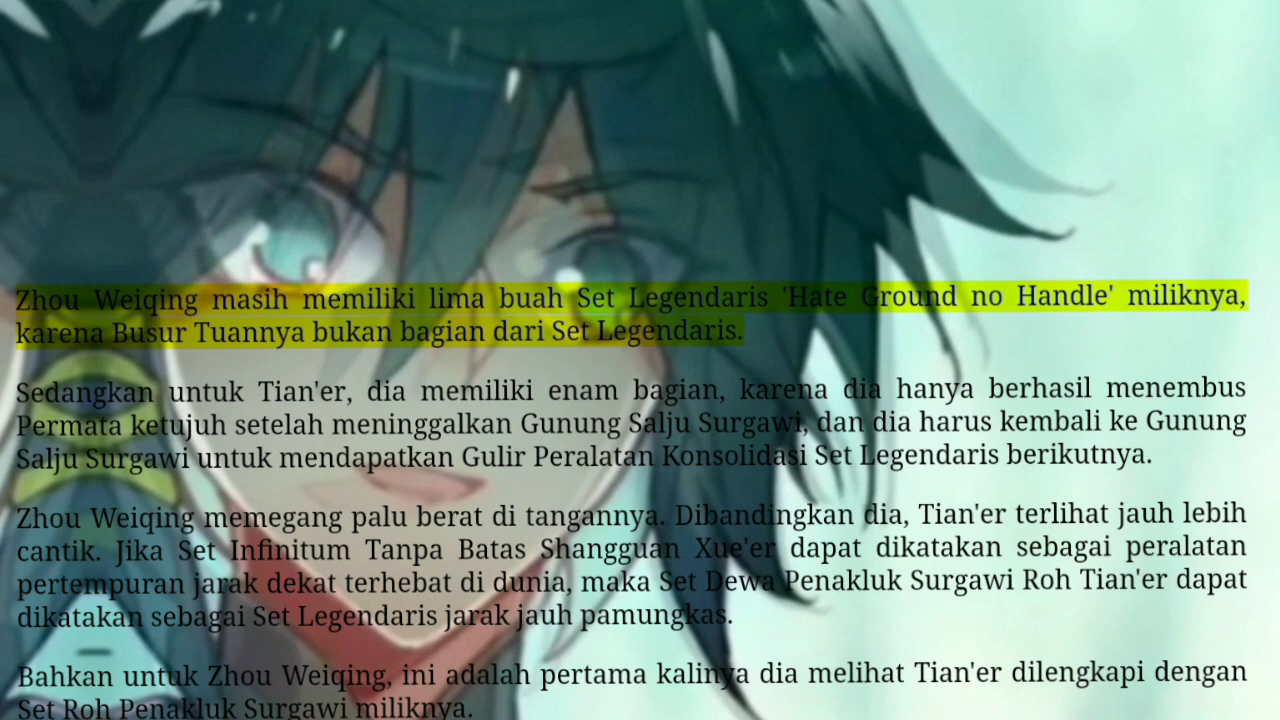 Zhou Weiqing masih memiliki lima buah Set Legendaris 'Hate Ground no Handle' miliknya,
karena Busur Tuannya bukan bagian dari Set Legendaris.
Sedangkan untuk Tian'er, dia memiliki enam bagian, karena dia hanya berhasil menembus
Permata ketujuh setelah meninggalkan Gunung Salju Surgawi, dan dia harus kembali ke Gunung
Salju Surgawi untuk mendapatkan Gulir Peralatan Konsolidasi Set Legendaris berikutnya.
Zhou Weiqing memegang palu berat di tangannya. Dibandingkan dia, Tian'er terlihat jauh lebih
cantik. Jika Set Infinitum Tanpa Batas Shangguan Xue'er dapat dikatakan sebagai peralatan
pertempuran jarak dekat terhebat di dunia, maka Set Dewa Penakluk Surgawi Roh Tian'er dapat
dikatakan sebagai Set Legendaris jarak jauh pamungkas.
Bahkan untuk Zhou Weiqing, ini adalah pertama kalinya dia melihat Tian'er dilengkapi dengan
Set Roh Penakluk Surgawi miliknya.